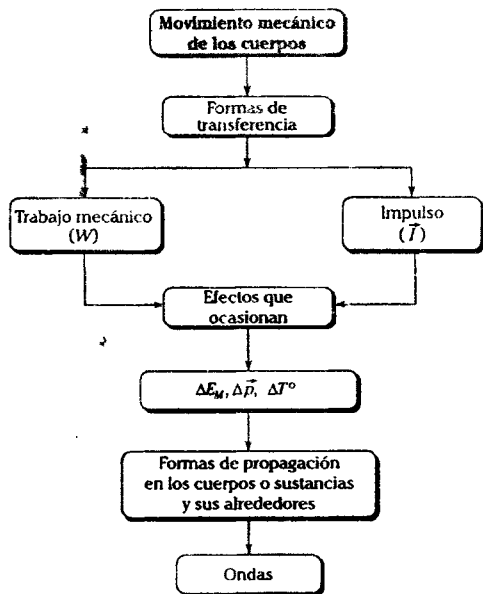 Movimiento mecánico
de los cuerpos
Formas de
transferencia
Trabajo mecánico
(W)
Impulso
(I⃗)
Efectos que
ocasionan
ΔE_M, Δp⃗, ΔT°
Formas de propagación
en los cuerpos o sustancias
y sus alrededores
Ondas